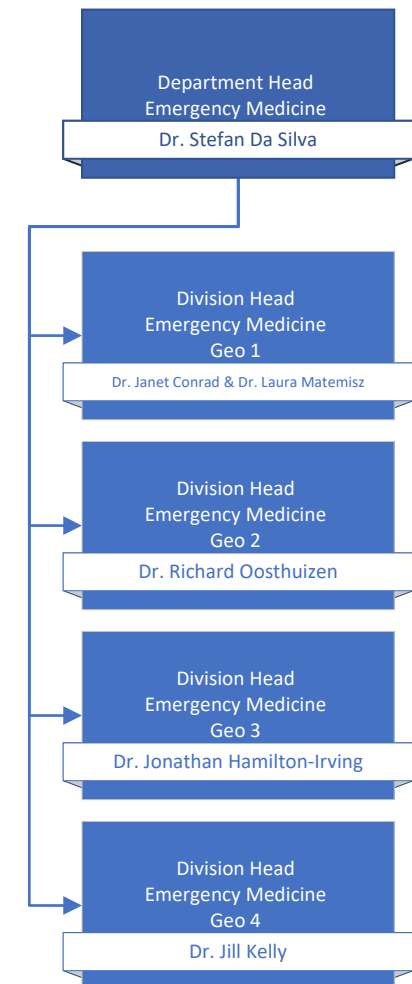 Department Head
Emergency Medicine
Dr. Stefan Da Silva
Division Head
Emergency Medicine
Geo 1
Dr. Janet Conrad & Dr. Laura Matemisz
Division Head
Emergency Medicine
Geo 2
Dr. Richard Oosthuizen
Division Head
Emergency Medicine
Geo 3
Dr. Jonathan Hamilton-Irving
Division Head
Emergency Medicine
Geo 4
Dr. Jill Kelly